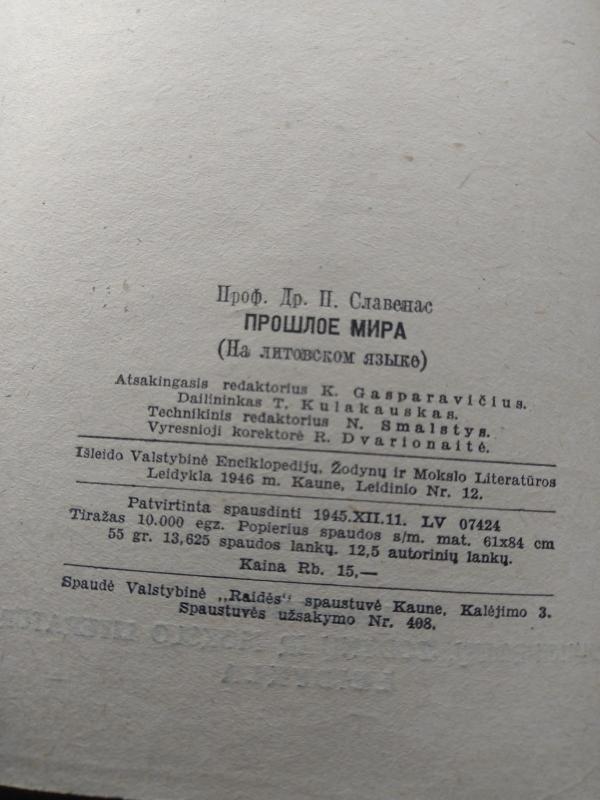 Проф. Др. П. Славенас
ПРОШЛОЕ МИРА
(На литовском языке)
Atsakingasis redaktorius K. Gasparavičius.
Dailininkas T. Kulakauskas.
Technikinis redaktorius N. Smalstys.
Vyresnioji korektorė R. Dvarionaitė.
Išleido Valstybinė Enciklopedijų, Žodynų ir Mokslo Literatūros
Leidykla 1946 m. Kaune, Leidinio Nr. 12.
Patvirtinta spausdinti 1945.XII.11. LV 07424
Tiražas 10.000 egz. Popierius spaudos s/m. mat. 61x84 cm
55 gr. 13,625 spaudos lankų. 12,5 autorinių lankų.
Kaina Rb. 15,—
Spaudė Valstybinė „Raidės“ spaustuvė Kaune, Kalėjimo 3.
Spaustuvės užsakymo Nr. 408.